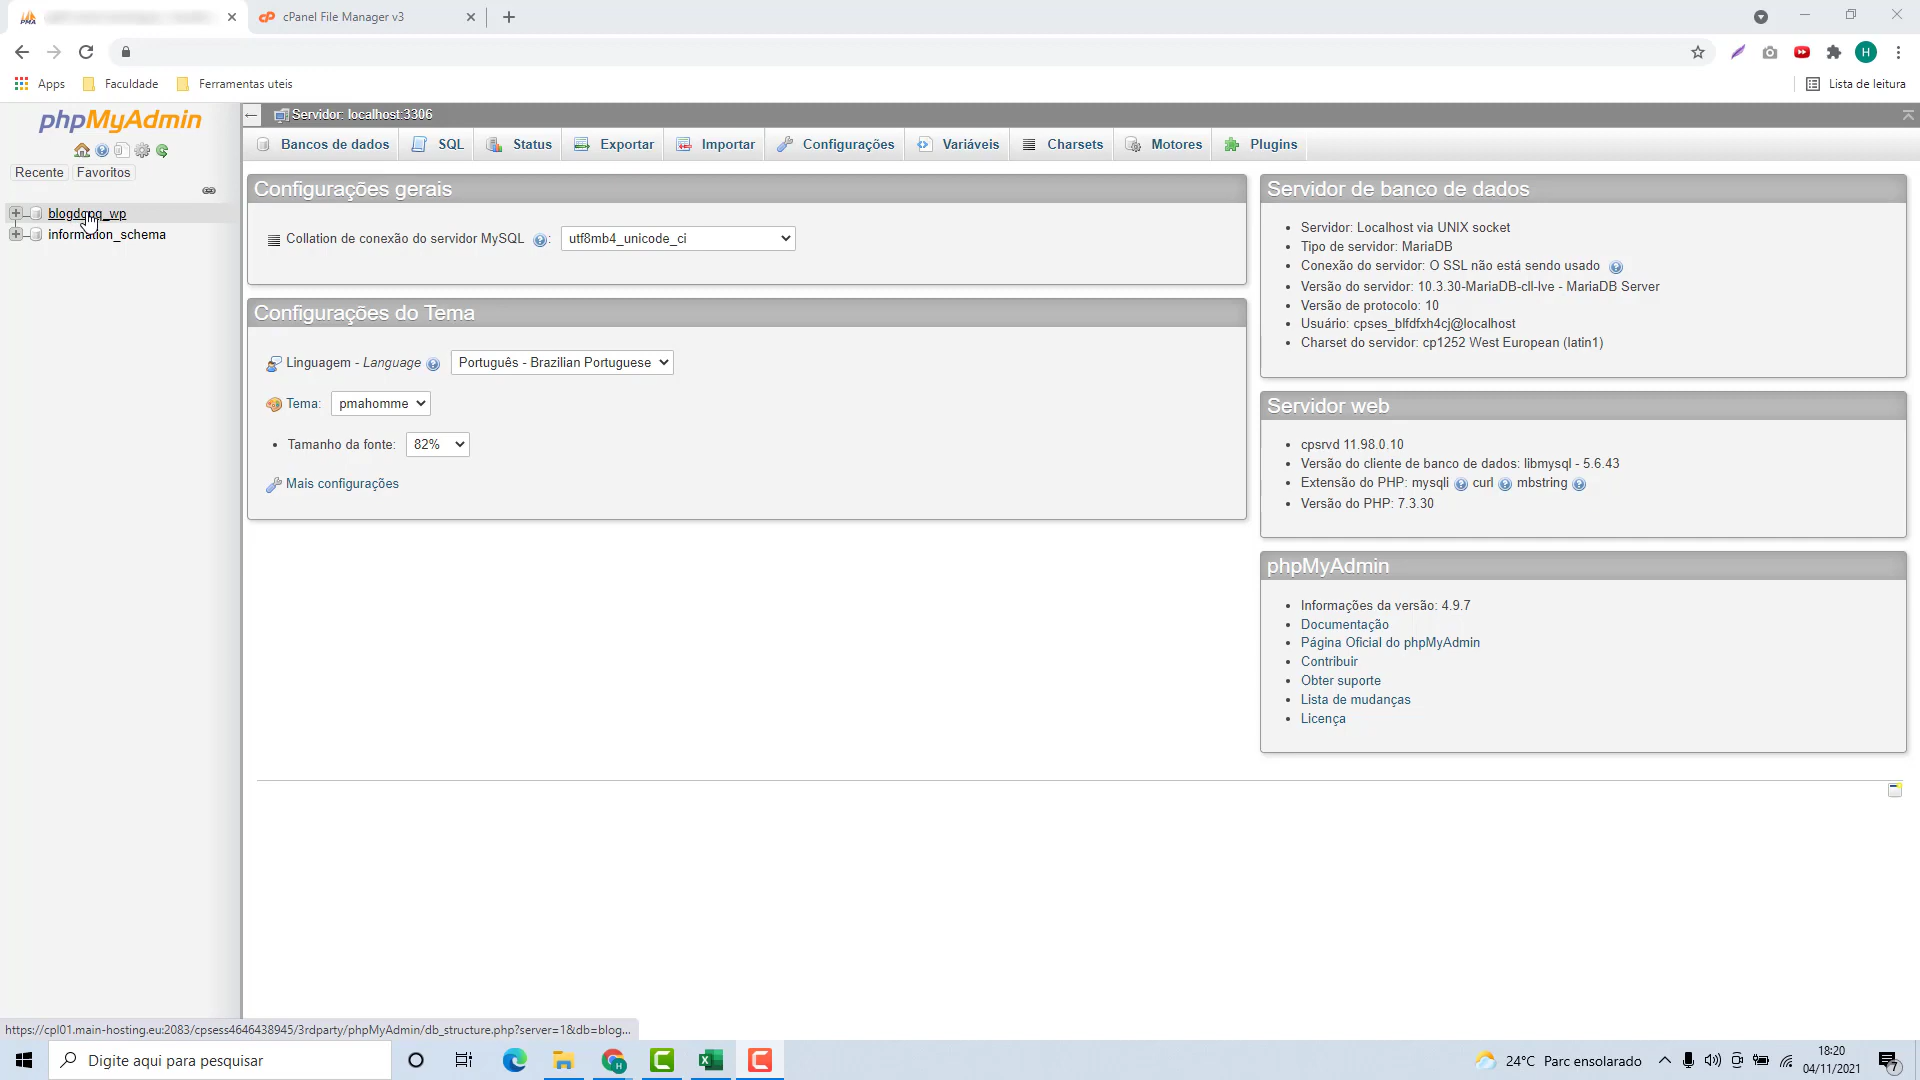 PMA
cPanel File Manager v3
H
Apps
Faculdade
Ferramentas uteis
Lista de leitura
phpMyAdmin
Recente
Favoritos
information_schema
Servidor: localhost:3306
Bancos de dados
SQL
Status
Exportar
Importar
Configurações
Variáveis
Charsets
Motores
Plugins
Configurações gerais
Collation de conexão do servidor MySQL : utf8mb4_unicode_ci
Configurações do Tema
Linguagem - Language Português - Brazilian Portuguese
Tema: pmahomme
• Tamanho da fonte: 82%
Mais configurações
Servidor de banco de dados
• Servidor: Localhost via UNIX socket
• Tipo de servidor: MariaDB
• Conexão do servidor: O SSL não está sendo usado
• Versão do servidor: 10.3.30-MariaDB-cll-lve - MariaDB Server
• Versão de protocolo: 10
• Usuário: cpses_blfdfxh4cj@localhost
• Charset do servidor: cp1252 West European (latin1)
Servidor web
• cpsrvd 11.98.0.10
• Versão do cliente de banco de dados: libmysql - 5.6.43
• Extensão do PHP: mysqli curl mbstring
• Versão do PHP: 7.3.30
phpMyAdmin
• Informações da versão: 4.9.7
• Documentação
• Página Oficial do phpMyAdmin
• Contribuir
• Obter suporte
• Lista de mudanças
• Licença
https://cpl01.main-hosting.eu:2083/cpsess4646438945/3rdparty/phpMyAdmin/db_structure.php?server=1&db=blog...
Digite aqui para pesquisar
24°C Parc ensolarado
18:20
04/11/2021
7